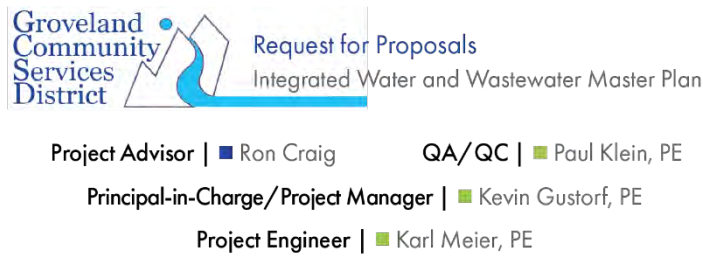 Groveland
Community
Services
District
Request for Proposals
Integrated Water and Wastewater Master Plan
Project Advisor | Ron Craig QA/QC | Paul Klein, PE
Principal-in-Charge/Project Manager | Kevin Gustorf, PE
Project Engineer | Karl Meier, PE